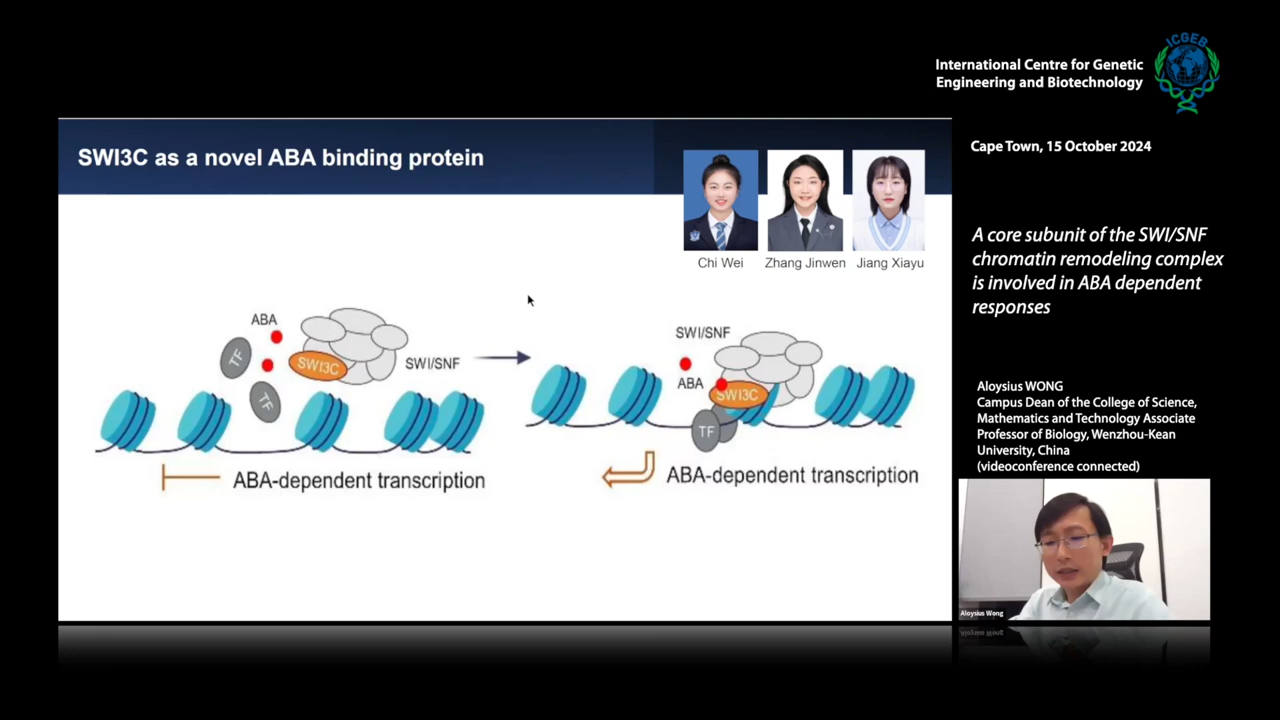 ICGEB
International Centre for Genetic
Engineering and Biotechnology
Cape Town, 15 October 2024
A core subunit of the SWI/SNF
chromatin remodeling complex
is involved in ABA dependent
responses
Aloysius WONG
Campus Dean of the College of Science,
Mathematics and Technology Associate
Professor of Biology, Wenzhou-Kean
University, China
(videoconference connected)
Aloysius Wong
SWI3C as a novel ABA binding protein
Chi Wei
Zhang Jinwen
Jiang Xiayu
ABA
TF
SWI3C
SWI/SNF
TF
ABA-dependent transcription
SWI/SNF
ABA
SWI3C
TF
ABA-dependent transcription